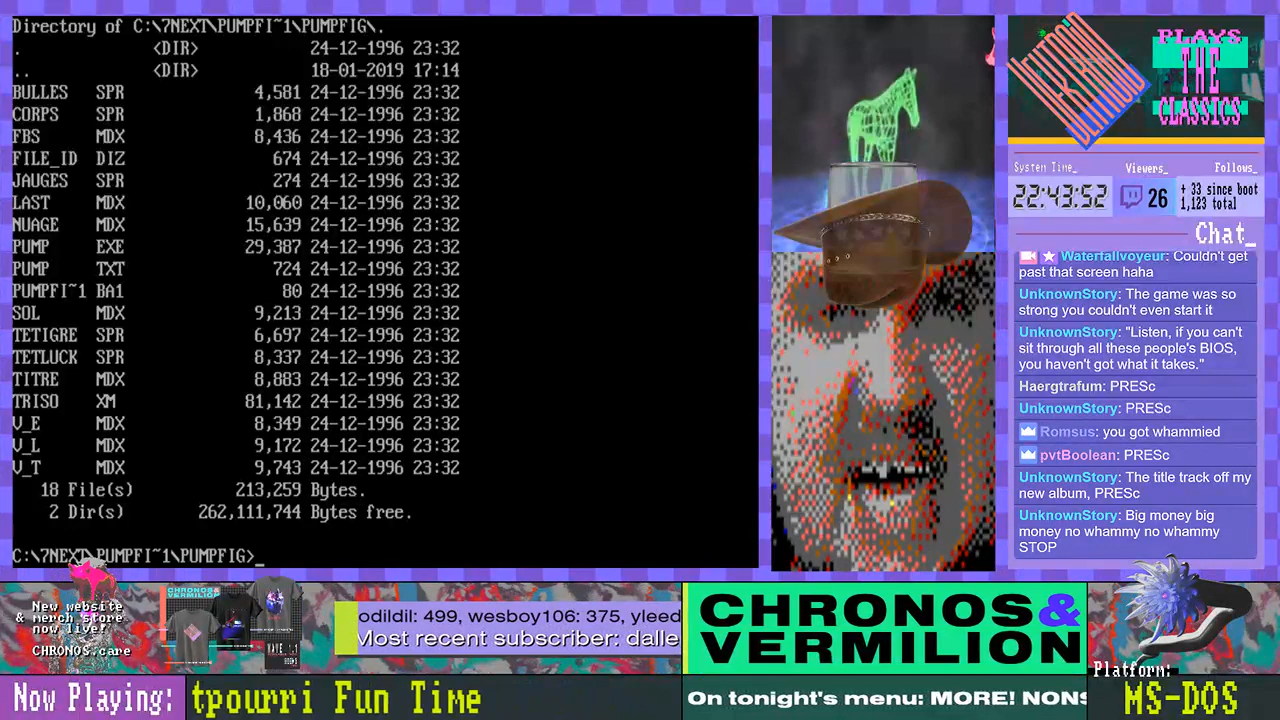 Directory of C:\7NEXT\PUMPFI~1\PUMPFIG\.
. <DIR> 24-12-1996 23:32
.. <DIR> 18-01-2019 17:14
BULLES SPR 4,581 24-12-1996 23:32
CORPS SPR 1,868 24-12-1996 23:32
FBS MDX 8,436 24-12-1996 23:32
FILE_ID DIZ 674 24-12-1996 23:32
JAUGES SPR 274 24-12-1996 23:32
LAST MDX 10,060 24-12-1996 23:32
NUAGE MDX 15,639 24-12-1996 23:32
PUMP EXE 29,387 24-12-1996 23:32
PUMP TXT 724 24-12-1996 23:32
PUMPFI~1 BA1 80 24-12-1996 23:32
SOL MDX 9,213 24-12-1996 23:32
TETIGRE SPR 6,697 24-12-1996 23:32
TETLUCK SPR 8,337 24-12-1996 23:32
TITRE MDX 8,883 24-12-1996 23:32
TRISO XM 81,142 24-12-1996 23:32
V_E MDX 8,349 24-12-1996 23:32
V_L MDX 9,172 24-12-1996 23:32
V_T MDX 9,743 24-12-1996 23:32
18 File(s) 213,259 Bytes.
2 Dir(s) 262,111,744 Bytes free.
C:\7NEXT\PUMPFI~1\PUMPFIG>_
PLAYS
THE
CLASSICS
System Time_ Viewers_ Follows_
22:43:52 26 + 33 since boot
1,123 total
Chat_
Waterfallvoyeur: Couldn't get
past that screen haha
UnknownStory: The game was so
strong you couldn't even start it
UnknownStory: "Listen, if you can't
sit through all these people's BIOS,
you haven't got what it takes."
Haergtrafum: PRESc
UnknownStory: PRESc
Romsus: you got whammied
pvtBoolean: PRESc
UnknownStory: The title track off my
new album, PRESc
UnknownStory: Big money big
money no whammy no whammy
STOP
New website
& merch store
now live!
CHRONOS.care
odildil: 499, wesboy106: 375, yleed
Most recent subscriber: dalle
CHRONOS&
VERMILION
Platform:
MS-DOS
Now Playing: tpourri Fun Time
On tonight's menu: MORE! NONS